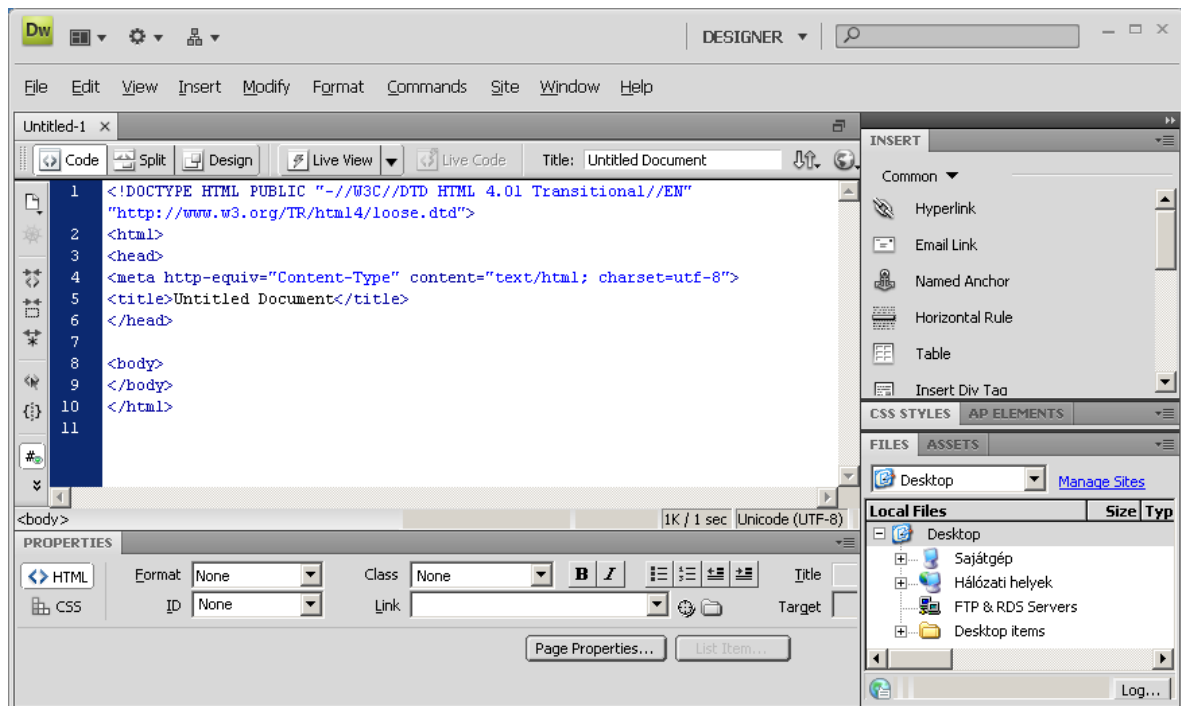 Dw DESIGNER
File Edit View Insert Modify Format Commands Site Window Help
Untitled-1
Code Split Design Live View Live Code Title: Untitled Document
1 <!DOCTYPE HTML PUBLIC "-//W3C//DTD HTML 4.01 Transitional//EN"
"http://www.w3.org/TR/html4/loose.dtd">
2 <html>
3 <head>
4 <meta http-equiv="Content-Type" content="text/html; charset=utf-8">
5 <title>Untitled Document</title>
6 </head>
7
8 <body>
9 </body>
10 </html>
11
<body> 1K / 1 sec Unicode (UTF-8)
PROPERTIES
HTML Format None Class None B I Title
CSS ID None Link Target
Page Properties... List Item...
INSERT
Common
Hyperlink
Email Link
Named Anchor
Horizontal Rule
Table
Insert Div Tag
CSS STYLES AP ELEMENTS
FILES ASSETS
Desktop Manage Sites
Local Files Size Typ
Desktop
Sajátgép
Hálózati helyek
FTP & RDS Servers
Desktop items
Log...